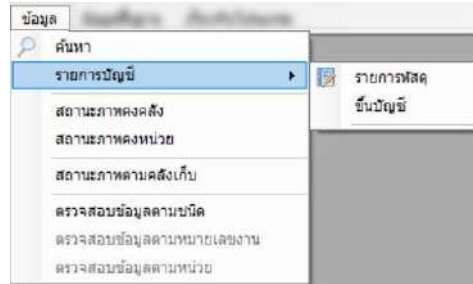 ข้อมูล
ค้นหา
รายการบัญชี
รายการพัสดุ
ขึ้นบัญชี
สถานะภาพคงคลัง
สถานะภาพคงหน่วย
สถานะภาพตามคลังเก็บ
ตรวจสอบข้อมูลตามชนิด
ตรวจสอบข้อมูลตามหมายเลขงาน
ตรวจสอบข้อมูลตามหน่วย